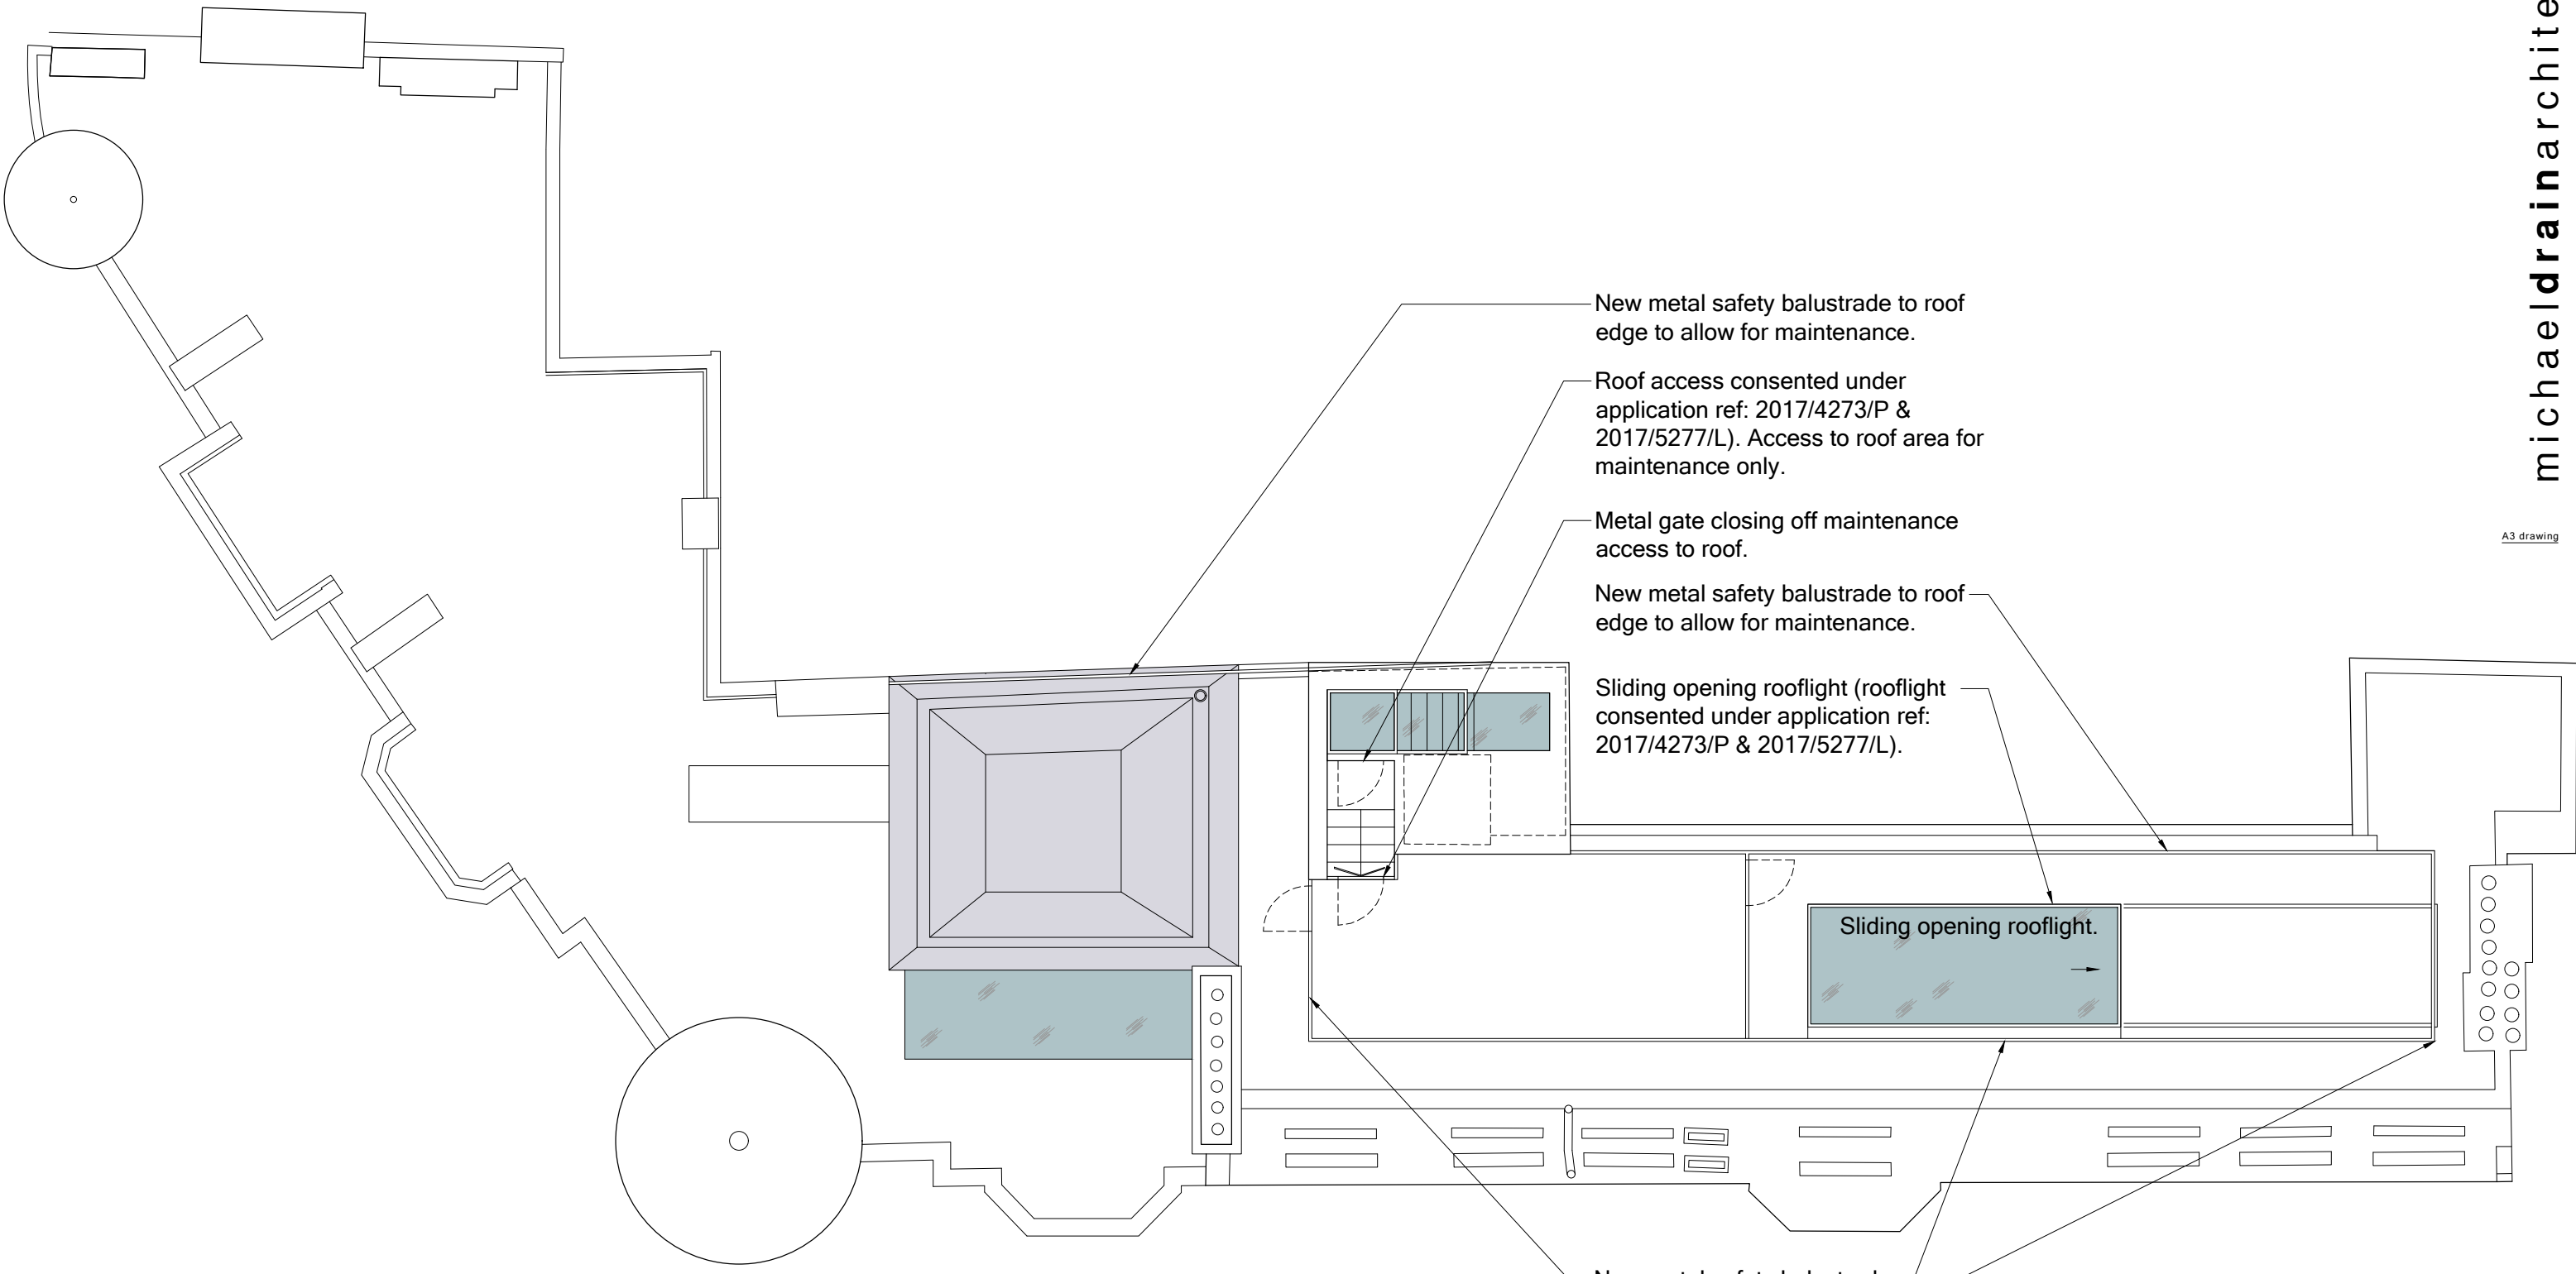 New metal safety balustrade to roof
edge to allow for maintenance.
Roof access consented under
application ref: 2017/4273/P &
2017/5277/L). Access to roof area for
maintenance only.
Metal gate closing off maintenance
access to roof.
New metal safety balustrade to roof
edge to allow for maintenance.
Sliding opening rooflight (rooflight
consented under application ref:
2017/4273/P & 2017/5277/L).
Sliding opening rooflight.
michaeldrainarchite
A3 drawing